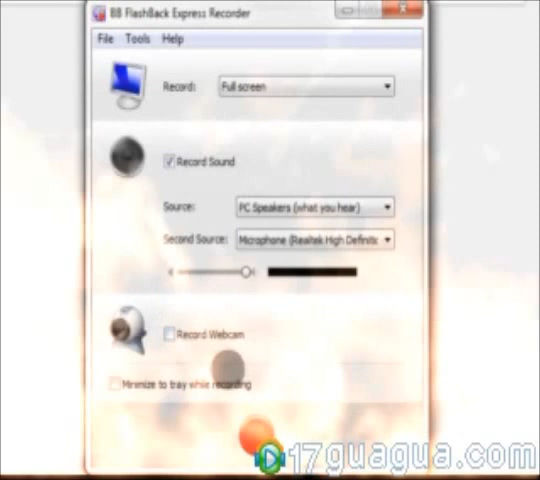 BB FlashBack Express Recorder
File Tools Help
Record: Full screen
Record Sound
Source: PC Speakers (what you hear)
Second Source: Microphone (Realtek High Definitic
Record Webcam
Minimize to tray while recording
17guagua.com